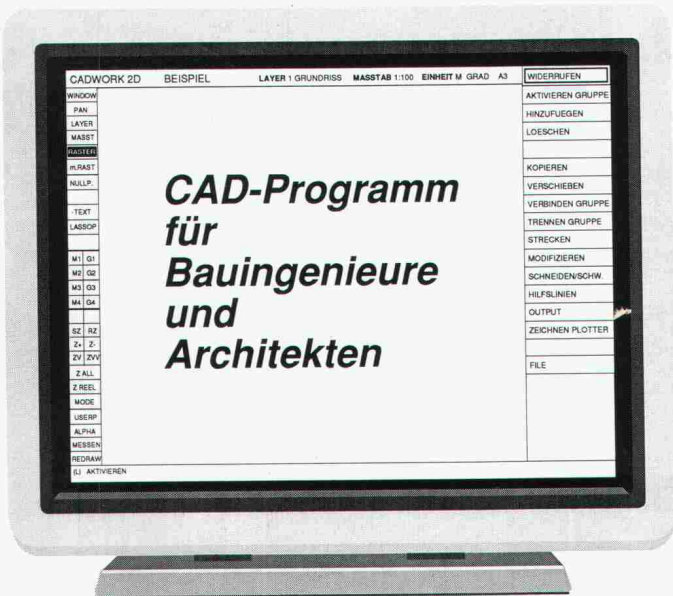 CADWORK 2D BEISPIEL LAYER 1 GRUNDRISS MASSTAB 1:100 EINHEIT M GRAD A3
WINDOW
PAN
LAYER
MASST
RASTER
m.RAST
NULLP.
-TEXT
LASSOP
M1 G1
M2 G2
M3 G3
M4 G4
SZ RZ
Z+ Z-
ZV ZVV
Z ALL
Z REEL
MODE
USERP
ALPHA
MESSEN
REDRAW
CAD-Programm
für
Bauingenieure
und
Architekten
WIDERRUFEN
AKTIVIEREN GRUPPE
HINZUFUEGEN
LOESCHEN
KOPIEREN
VERSCHIEBEN
VERBINDEN GRUPPE
TRENNEN GRUPPE
STRECKEN
MODIFIZIEREN
SCHNEIDEN/SCHW.
HILFSLINIEN
OUTPUT
ZEICHNEN PLOTTER
FILE
(L) AKTIVIEREN